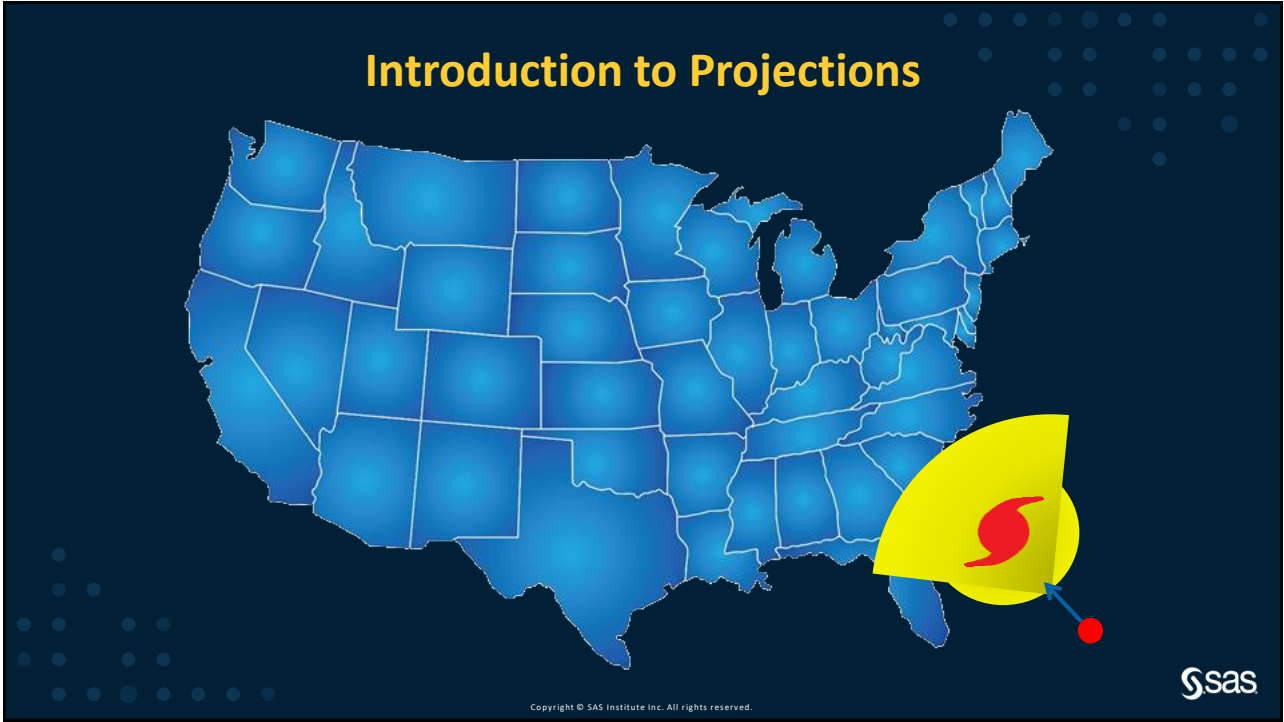 Introduction to Projections
Copyright © SAS Institute Inc. All rights reserved.
sas